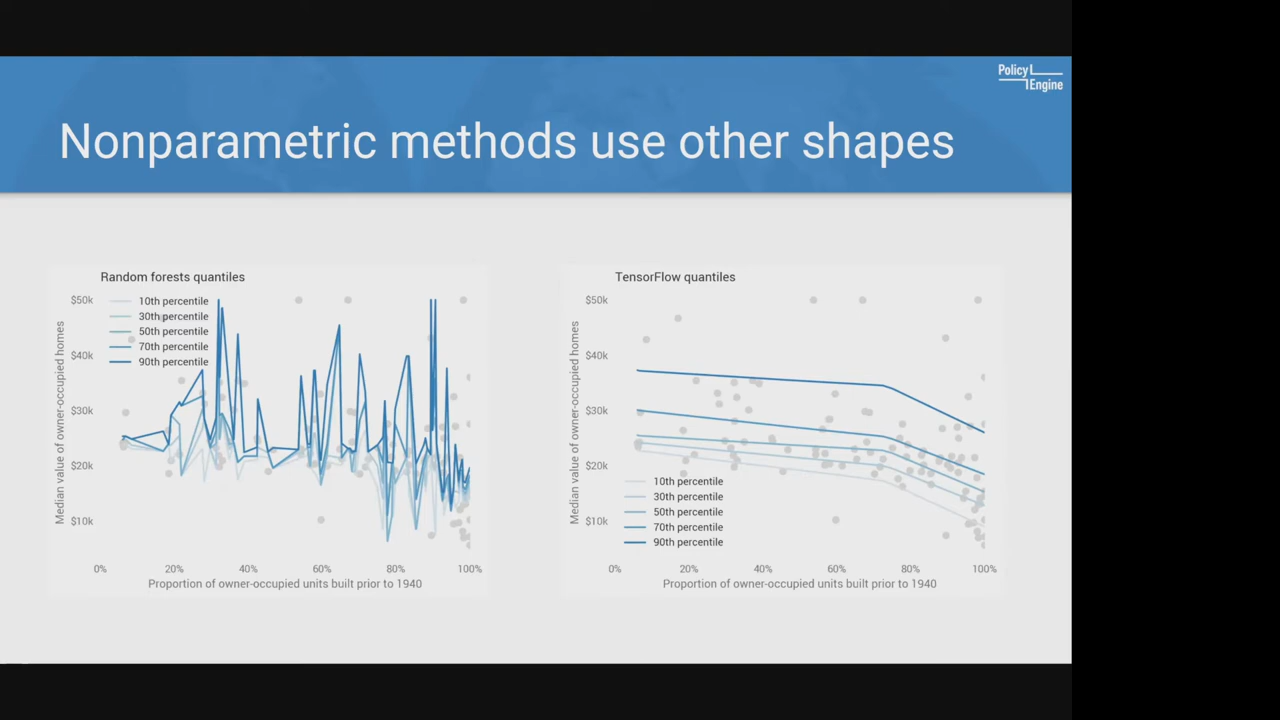 Policy
Engine
Nonparametric methods use other shapes
Random forests quantiles
$50k
$40k
$30k
$20k
$10k
Median value of owner-occupied homes
10th percentile
30th percentile
50th percentile
70th percentile
90th percentile
0% 20% 40% 60% 80% 100%
Proportion of owner-occupied units built prior to 1940
TensorFlow quantiles
$50k
$40k
$30k
$20k
$10k
Median value of owner-occupied homes
10th percentile
30th percentile
50th percentile
70th percentile
90th percentile
0% 20% 40% 60% 80% 100%
Proportion of owner-occupied units built prior to 1940